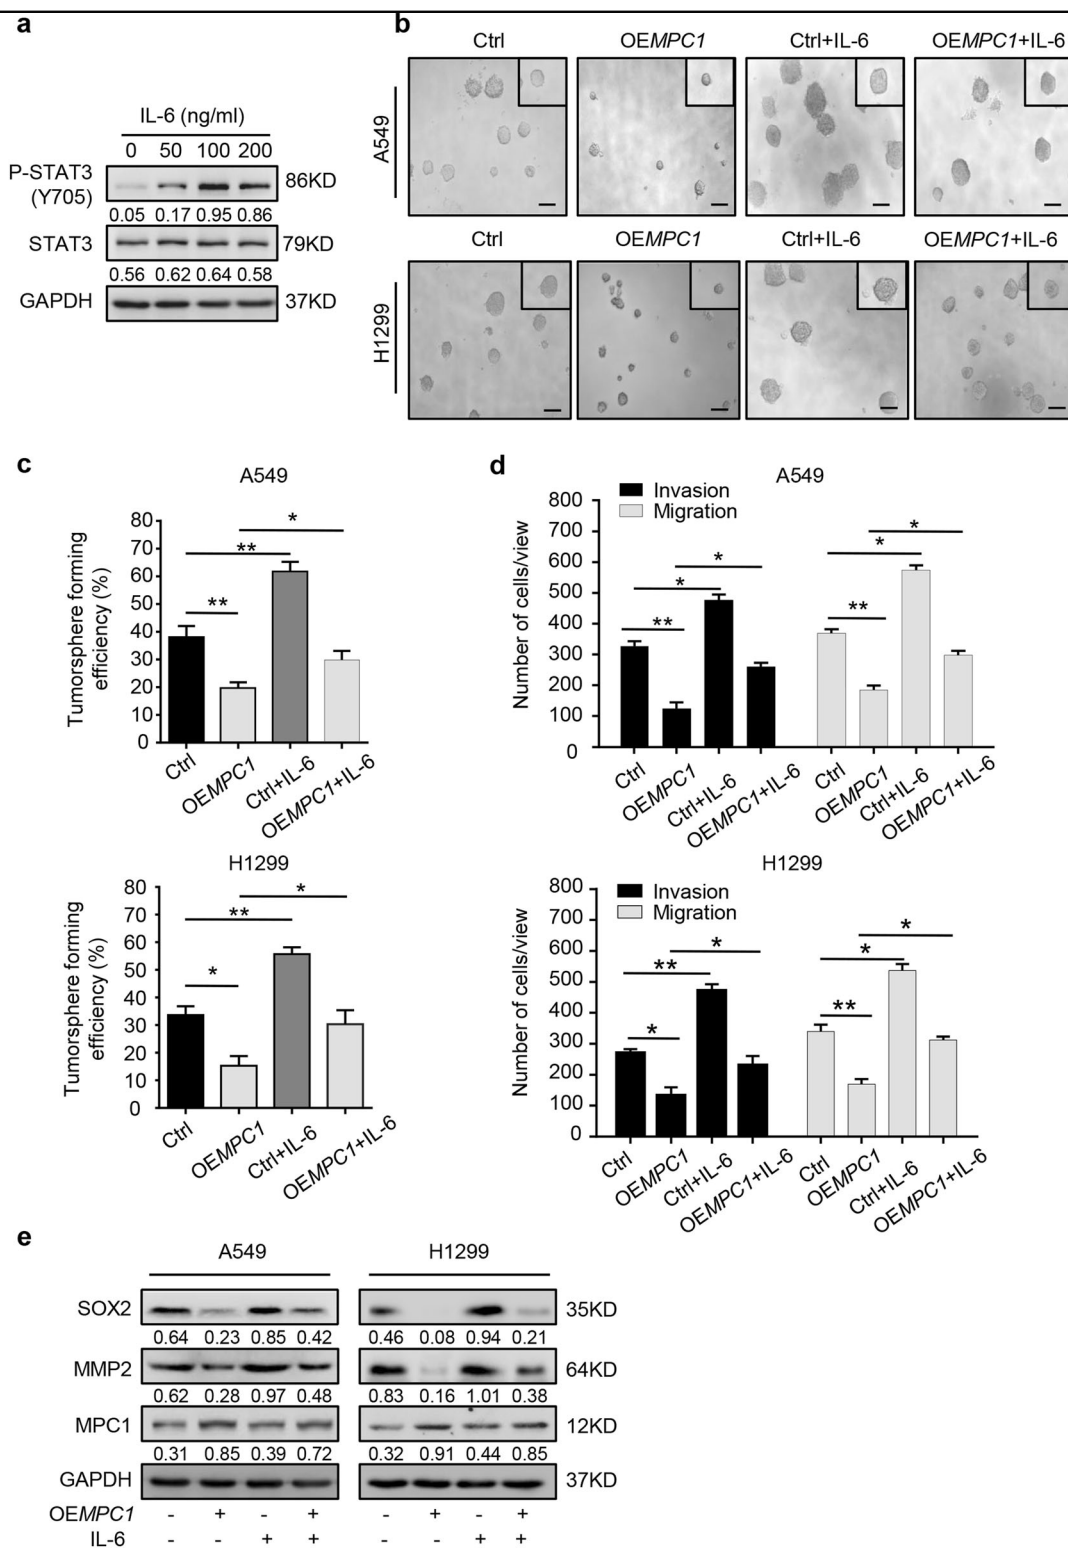 a
IL-6 (ng/ml)
0 50 100 200
P-STAT3
(Y705)
86KD
0.05 0.17 0.95 0.86
STAT3
79KD
0.56 0.62 0.64 0.58
GAPDH
37KD
b
Ctrl OEMPC1 Ctrl+IL-6 OEMPC1+IL-6
A549
Ctrl OEMPC1 Ctrl+IL-6 OEMPC1+IL-6
H1299
c
A549
Tumorsphere forming
efficiency (%)
80
70
60
50
40
30
20
10
0
*
**
**
Ctrl
OEMPC1
Ctrl+IL-6
OEMPC1+IL-6
H1299
Tumorsphere forming
efficiency (%)
80
70
60
50
40
30
20
10
0
*
**
*
Ctrl
OEMPC1
Ctrl+IL-6
OEMPC1+IL-6
d
A549
Invasion
Migration
Number of cells/view
800
700
600
500
400
300
200
100
0
*
*
**
*
*
**
Ctrl
OEMPC1
Ctrl+IL-6
OEMPC1+IL-6
Ctrl
OEMPC1
Ctrl+IL-6
OEMPC1+IL-6
H1299
Invasion
Migration
Number of cells/view
800
700
600
500
400
300
200
100
0
*
**
*
*
*
**
Ctrl
OEMPC1
Ctrl+IL-6
OEMPC1+IL-6
Ctrl
OEMPC1
Ctrl+IL-6
OEMPC1+IL-6
e
A549 H1299
SOX2 35KD
0.64 0.23 0.85 0.42 0.46 0.08 0.94 0.21
MMP2 64KD
0.62 0.28 0.97 0.48 0.83 0.16 1.01 0.38
MPC1 12KD
0.31 0.85 0.39 0.72 0.32 0.91 0.44 0.85
GAPDH 37KD
OEMPC1 - + - + - + - +
IL-6 - - + + - - + +